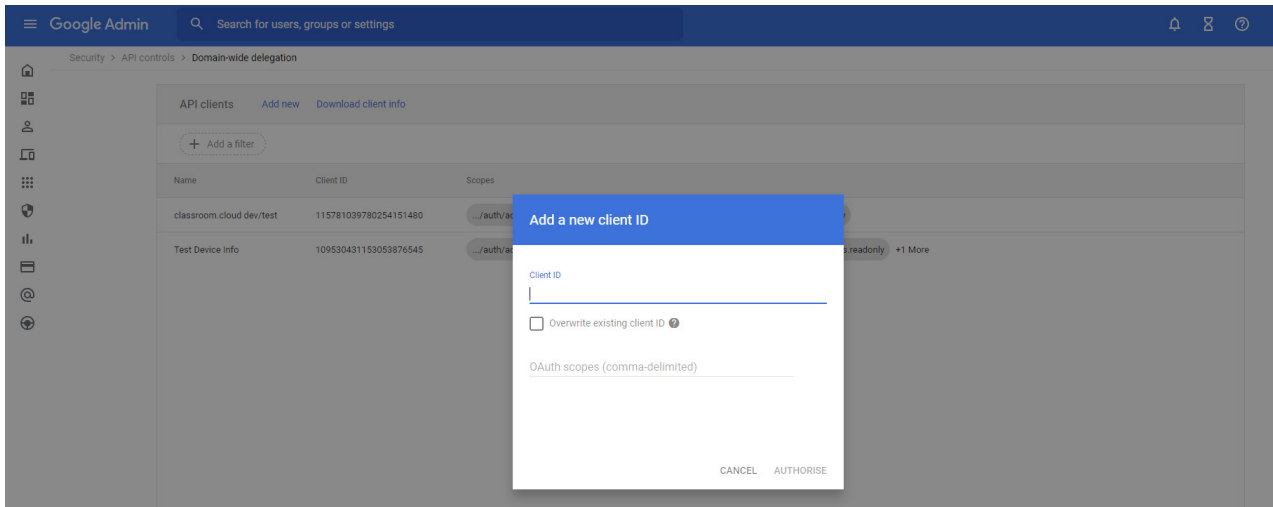 Google Admin
Search for users, groups or settings
Security > API controls > Domain-wide delegation
API clients Add new Download client info
+ Add a filter
Name Client ID Scopes
classroom.cloud dev/test 115781039780254151480 .../auth/ac
Test Device Info 109530431153053876545 .../auth/ac s.readonly +1 More
Add a new client ID
Client ID
Overwrite existing client ID
OAuth scopes (comma-delimited)
CANCEL AUTHORISE